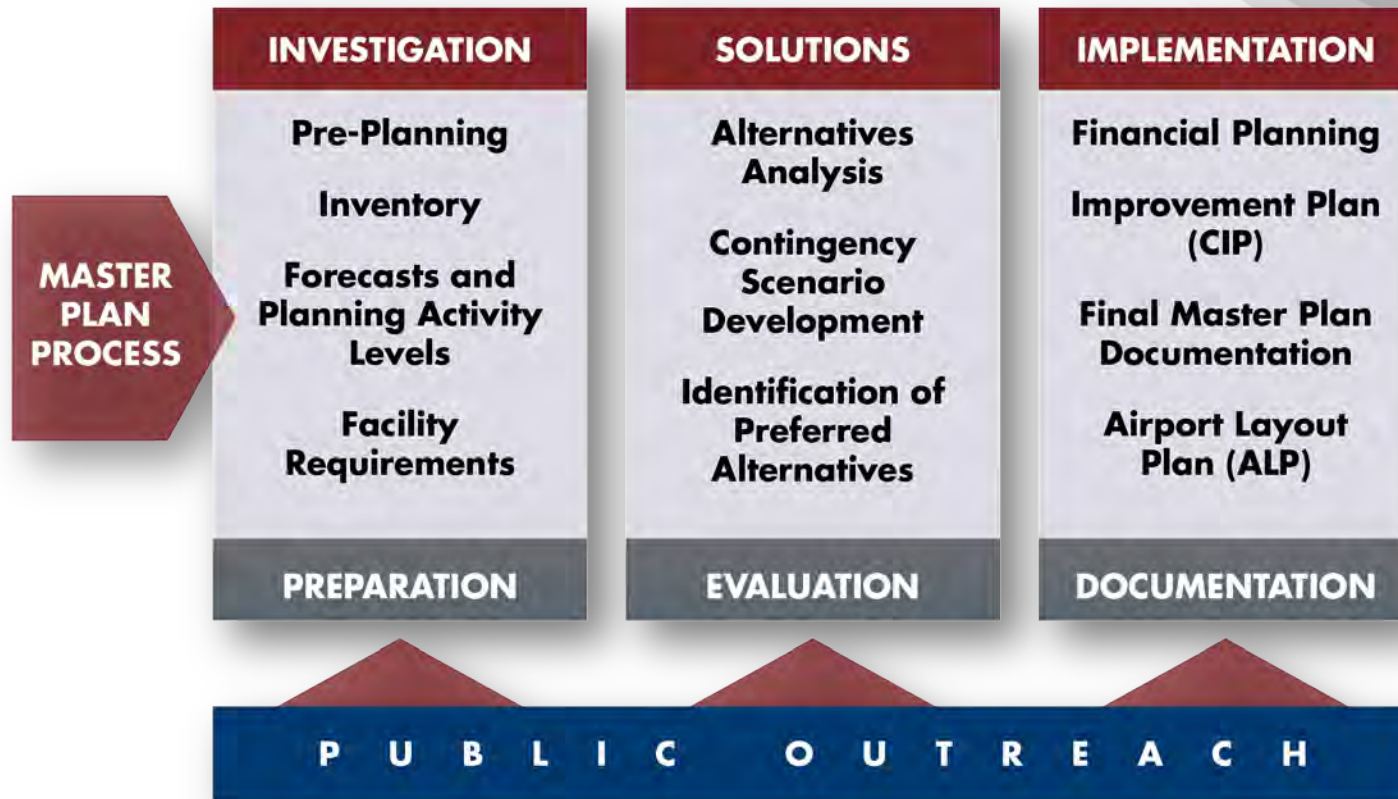 MASTER
PLAN
PROCESS
INVESTIGATION
Pre-Planning
Inventory
Forecasts and
Planning Activity
Levels
Facility
Requirements
PREPARATION
SOLUTIONS
Alternatives
Analysis
Contingency
Scenario
Development
Identification of
Preferred
Alternatives
EVALUATION
IMPLEMENTATION
Financial Planning
Improvement Plan
(CIP)
Final Master Plan
Documentation
Airport Layout
Plan (ALP)
DOCUMENTATION
PUBLIC OUTREACH